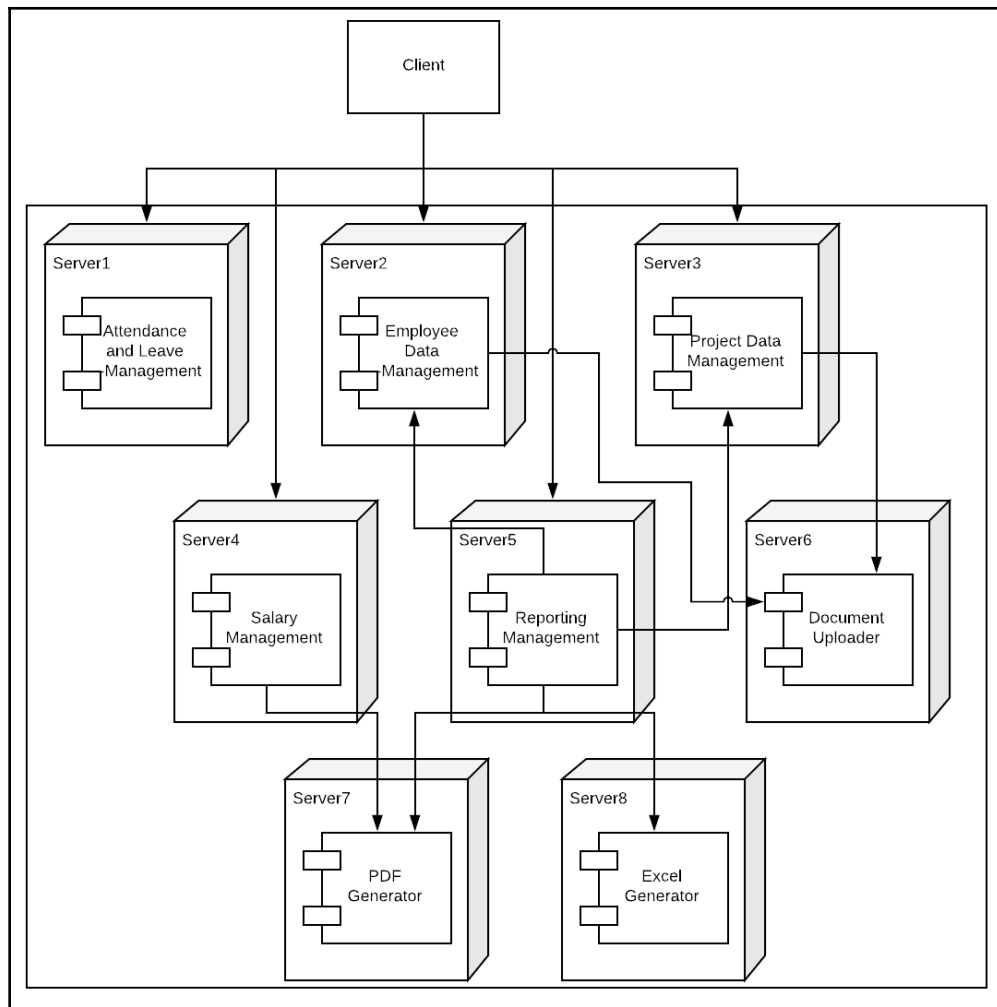 Client
Server1
Attendance
and Leave
Management
Server2
Employee
Data
Management
Server3
Project Data
Management
Server4
Salary
Management
Server5
Reporting
Management
Server6
Document
Uploader
Server7
PDF
Generator
Server8
Excel
Generator